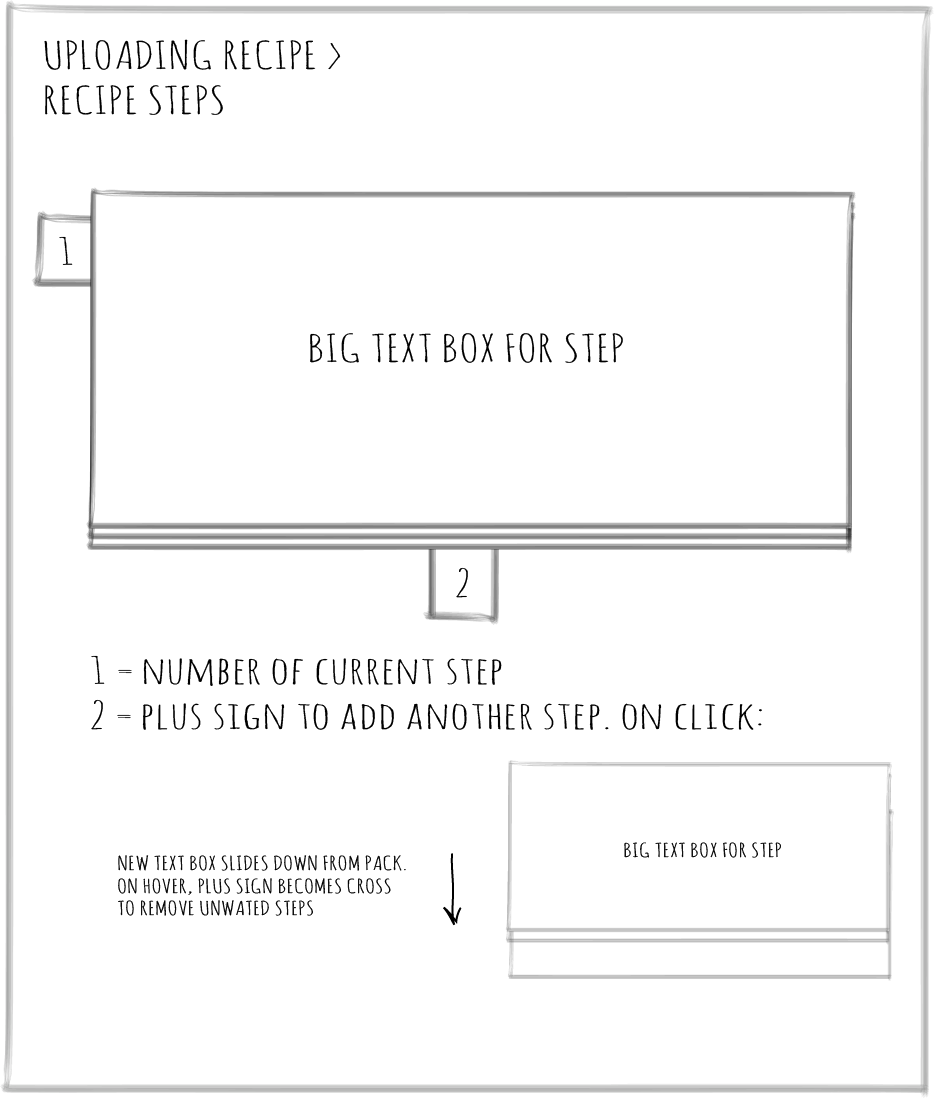 UPLOADING RECIPE >
RECIPE STEPS
1
BIG TEXT BOX FOR STEP
2
1 = NUMBER OF CURRENT STEP
2 = PLUS SIGN TO ADD ANOTHER STEP. ON CLICK:
BIG TEXT BOX FOR STEP
NEW TEXT BOX SLIDES DOWN FROM PACK.
ON HOVER, PLUS SIGN BECOMES CROSS
TO REMOVE UNWATED STEPS